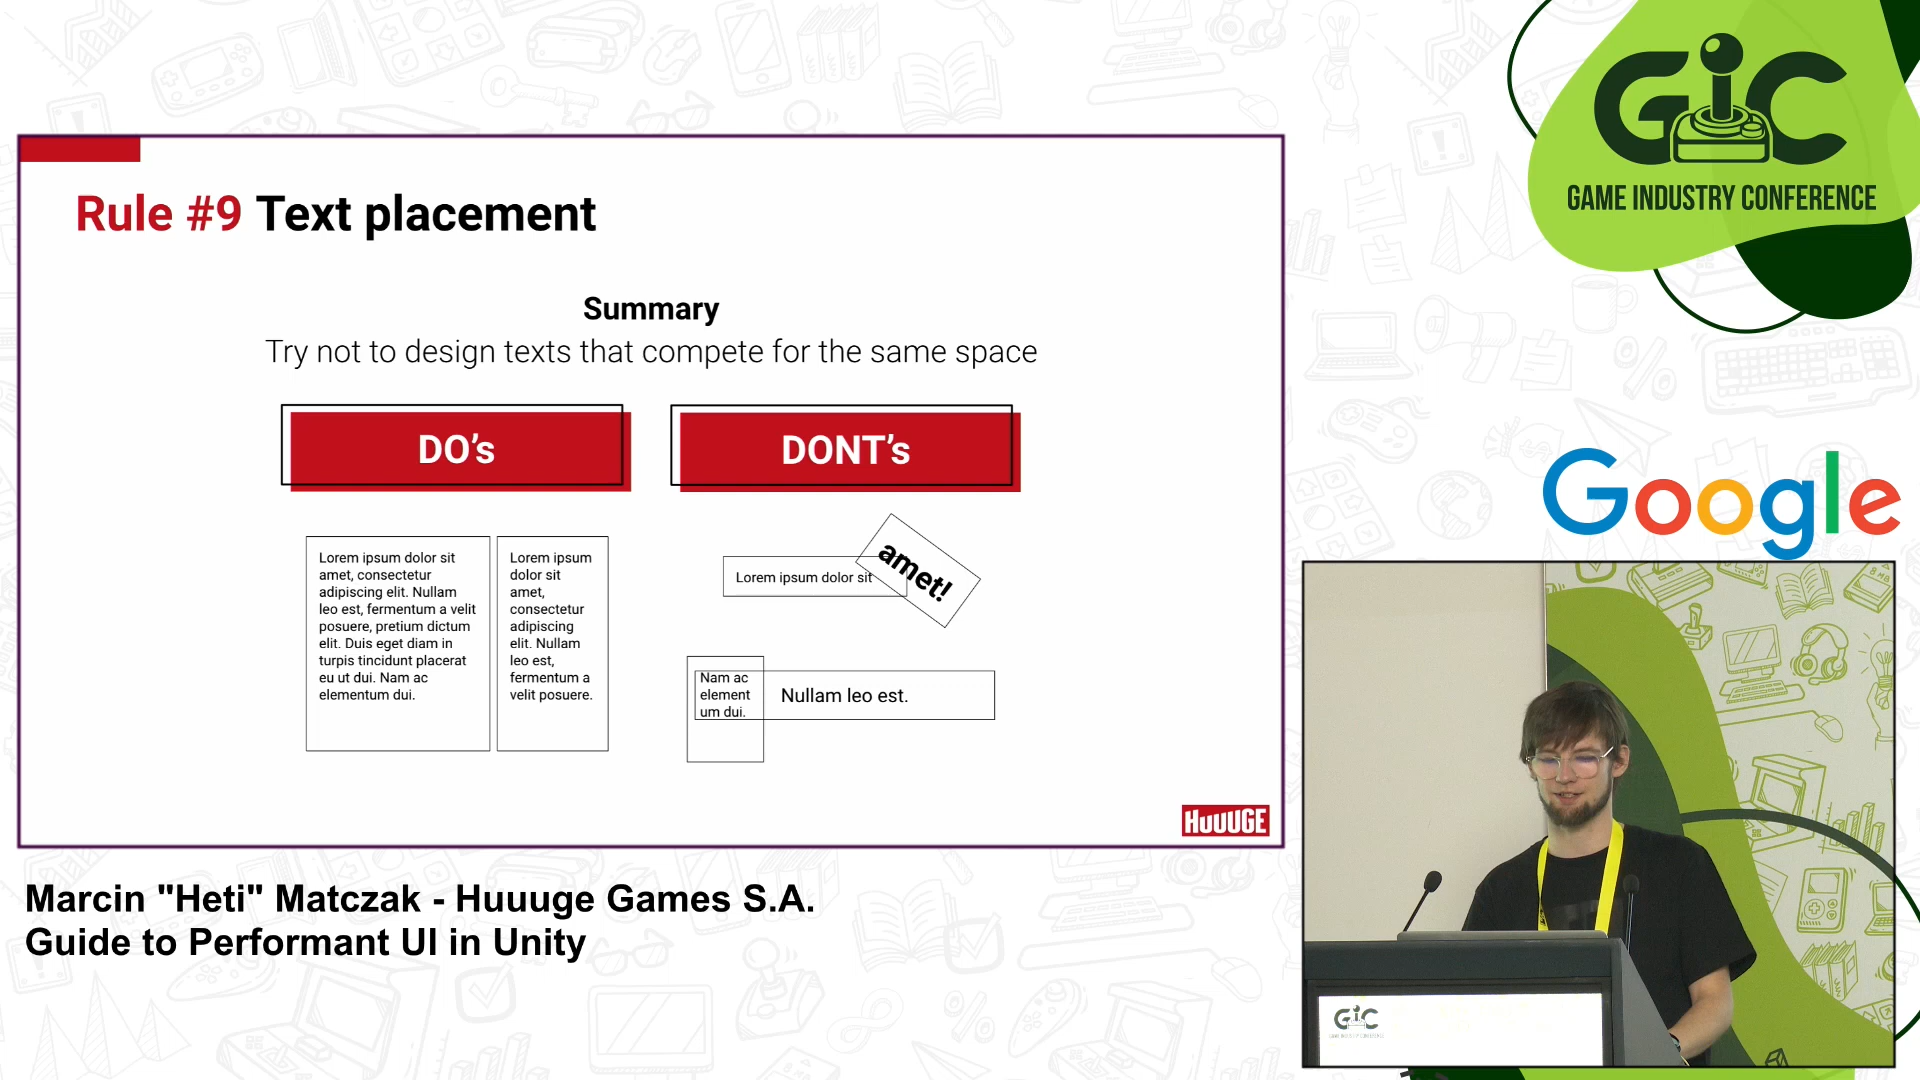 Rule #9 Text placement
Summary
Try not to design texts that compete for the same space
DO's
DONT's
Lorem ipsum dolor sit
amet, consectetur
adipiscing elit. Nullam
leo est, fermentum a velit
posuere, pretium dictum
elit. Duis eget diam in
turpis tincidunt placerat
eu ut dui. Nam ac
elementum dui.
Lorem ipsum
dolor sit
amet,
consectetur
adipiscing
elit. Nullam
leo est,
fermentum a
velit posuere.
Lorem ipsum dolor sit
amet!
Nam ac
element
um dui.
Nullam leo est.
HUUUGE
Marcin "Heti" Matczak - Huuuge Games S.A.
Guide to Performant UI in Unity
GIC
GAME INDUSTRY CONFERENCE
Google
8MB
GIC